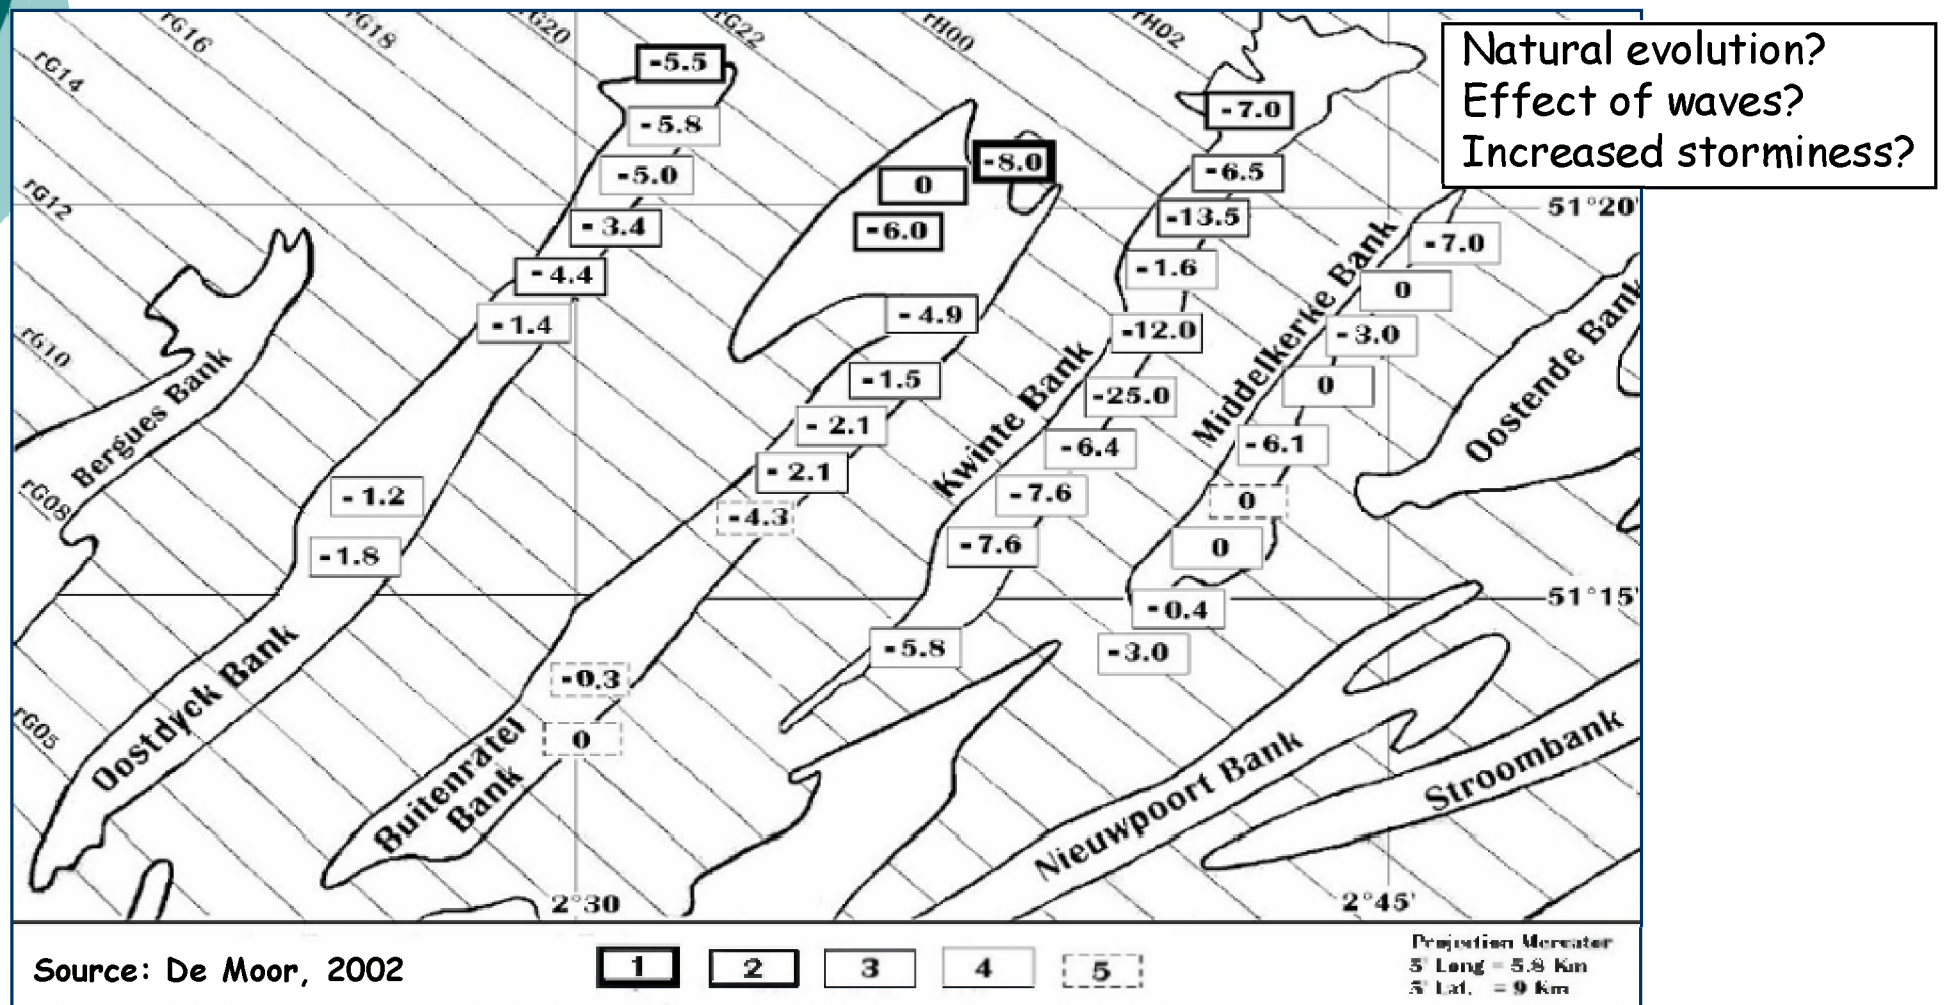 rG16
rG18
rG20
rG22
rH00
rH02
rG14
rG12
rG10
rG08
rG05
Natural evolution?
Effect of waves?
Increased storminess?
-5.5
-5.8
-5.0
-3.4
-4.4
-1.4
-1.2
-1.8
0
-8.0
-6.0
-4.9
-1.5
-2.1
-2.1
-4.3
-0.3
0
-7.0
-6.5
-13.5
-1.6
-12.0
-25.0
-6.4
-7.6
-7.6
-5.8
-7.0
0
-3.0
0
-6.1
0
0
-0.4
-3.0
51°20'
51°15'
Bergues Bank
Oostdyck Bank
Buitenratel
Bank
Kwinte Bank
Middelkerke Bank
Oostende Bank
Nieuwpoort Bank
Stroombank
2°30
2°45'
Source: De Moor, 2002
1
2
3
4
5
Projection Mercator
5' Long = 5.8 Km
5' Lat. = 9 Km